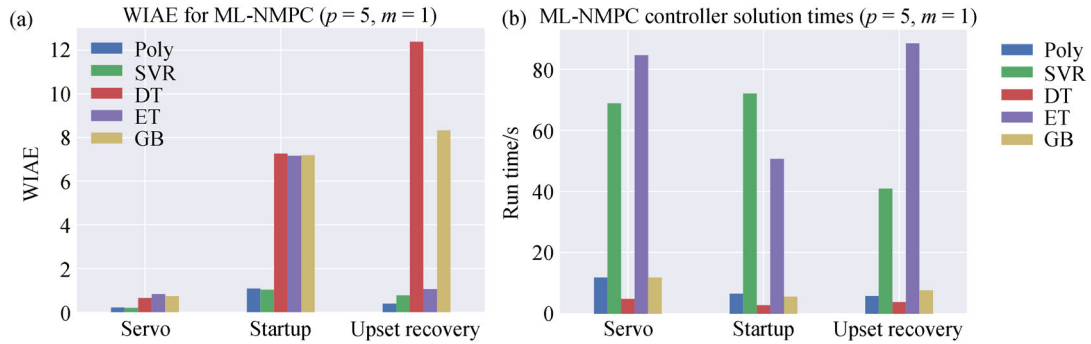 (a)
WIAE for ML-NMPC (p = 5, m = 1)
12
10
8
6
4
2
0
WIAE
Poly
SVR
DT
ET
GB
Servo
Startup
Upset recovery
(b)
ML-NMPC controller solution times (p = 5, m = 1)
80
60
40
20
0
Run time/s
Servo
Startup
Upset recovery
Poly
SVR
DT
ET
GB